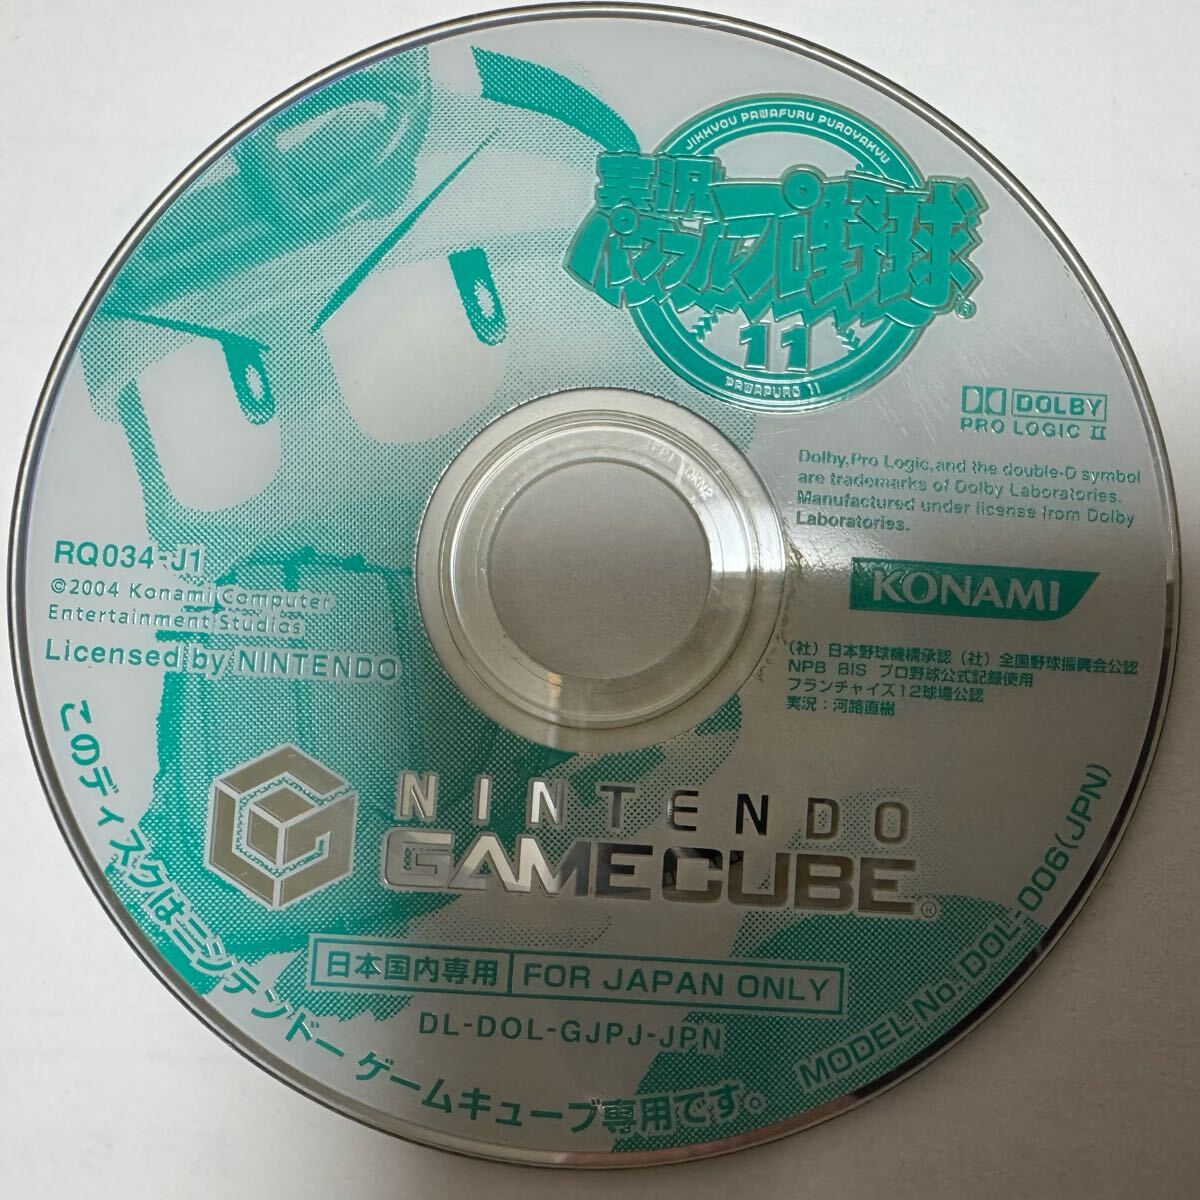 JIKKYOU PAWAFURU PUROYAKYU
実況
パワフルプロ野球®
11
PAWAPURO 11
DOLBY
PRO LOGIC II
Dolby,Pro Logic,and the double-D symbol
are trademarks of Dolby Laboratories.
Manufactured under license from Dolby
Laboratories.
RQ034-J1
©2004 Konami Computer
Entertainment Studios
Licensed by NINTENDO
KONAMI
(社)日本野球機構承認 (社)全国野球振興会公認
NPB BIS プロ野球公式記録使用
フランチャイズ12球場公認
実況:河路直樹
NINTENDO
GAMECUBE®
日本国内専用 FOR JAPAN ONLY
DL-DOL-GJPJ-JPN
このディスクはニンテンドー ゲームキューブ専用です。
MODEL No.:DOL-006(JPN)